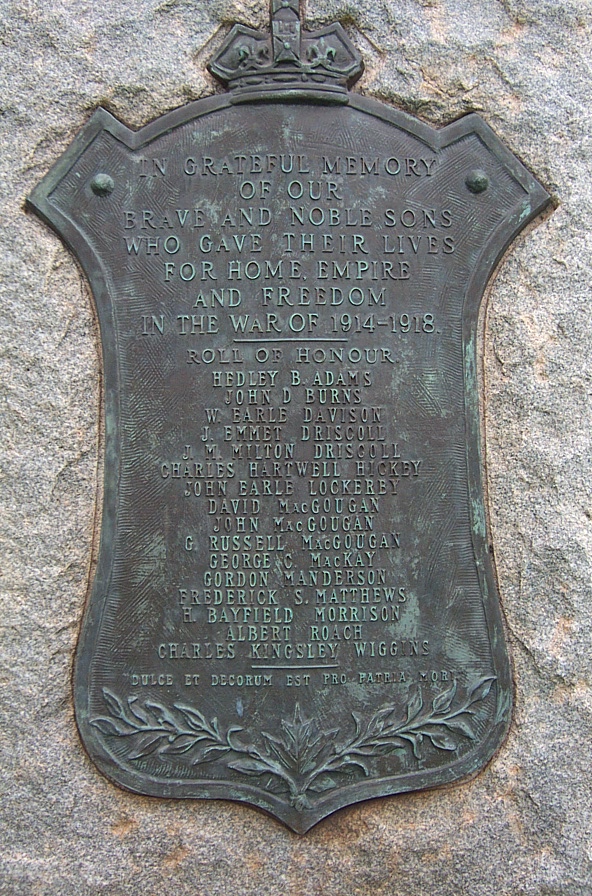 IN GRATEFUL MEMORY
OF OUR
BRAVE AND NOBLE SONS
WHO GAVE THEIR LIVES
FOR HOME, EMPIRE
AND FREEDOM
IN THE WAR OF 1914-1918.
ROLL OF HONOUR
HEDLEY B. ADAMS
JOHN D BURNS
W. EARLE DAVISON
J. EMMET DRISCOLL
J. M. MILTON DRISCOLL
CHARLES HARTWELL HICKEY
JOHN EARLE LOCKERBY
DAVID MACGOUGAN
JOHN MACGOUGAN
G. RUSSELL MACGOUGAN
GEORGE C. MACKAY
GORDON MANDERSON
FREDERICK S. MATTHEWS
H. BAYFIELD MORRISON
ALBERT ROACH
CHARLES KINGSLEY WIGGINS
"DULCE ET DECORUM EST PRO PATRIA MORI"